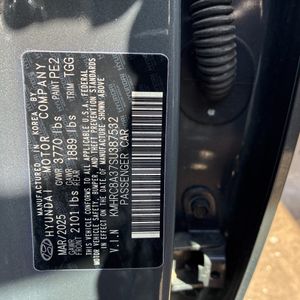 MANUFACTURED IN KOREA BY
HYUNDAI MOTOR COMPANY
MAR/2025 GVWR 3770 lbs PAINT PE2
GAWR FRONT 2101 lbs GAWR REAR 1889 lbs TRIM TGG
THIS VEHICLE CONFORMS TO ALL APPLICABLE U.S.A. FEDERAL
MOTOR VEHICLE SAFETY, BUMPER, AND THEFT PREVENTION STANDARDS
IN EFFECT ON THE DATE OF MANUFACTURE SHOWN ABOVE.
V.I.N
PASSENGER CAR